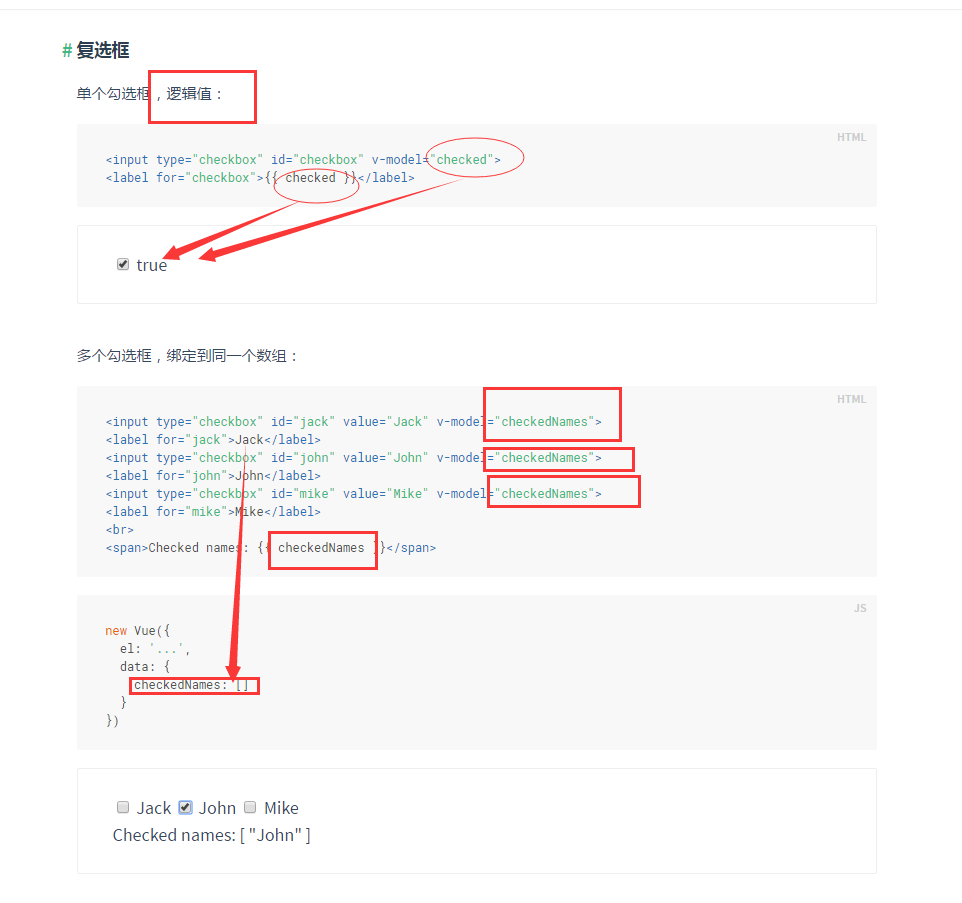 # 复选框
单个勾选框，逻辑值：
HTML
<input type="checkbox" id="checkbox" v-model="checked">
<label for="checkbox">{{ checked }}</label>
true
多个勾选框，绑定到同一个数组：
HTML
<input type="checkbox" id="jack" value="Jack" v-model="checkedNames">
<label for="jack">Jack</label>
<input type="checkbox" id="john" value="John" v-model="checkedNames">
<label for="john">John</label>
<input type="checkbox" id="mike" value="Mike" v-model="checkedNames">
<label for="mike">Mike</label>
<br>
<span>Checked names: {{ checkedNames }}</span>
JS
new Vue({
  el: '...',
  data: {
    checkedNames: []
  }
})
Jack John Mike
Checked names: [ "John" ]